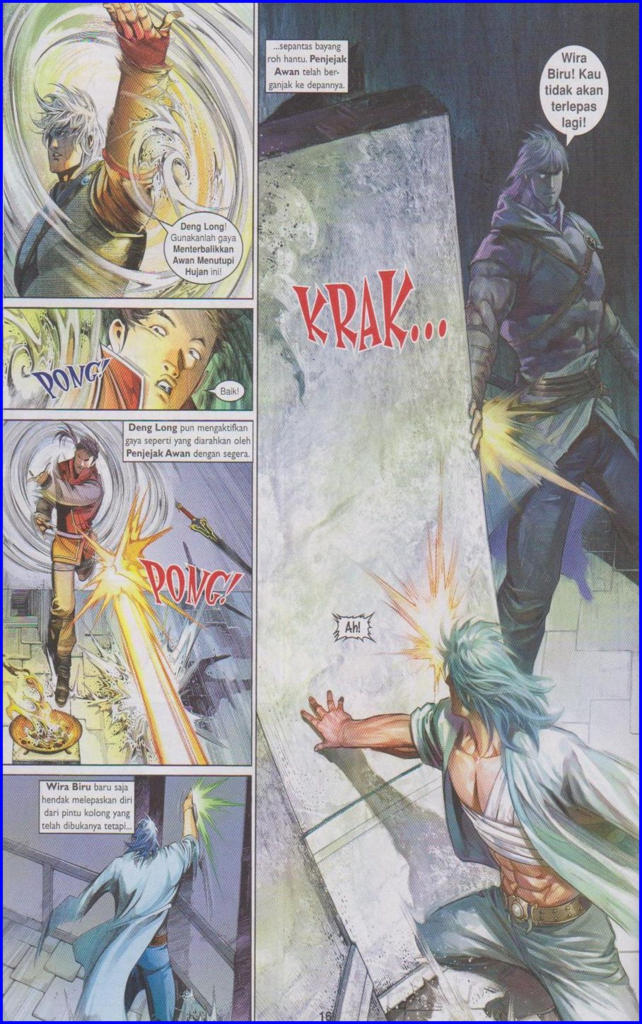 Deng Long!
Gunakanlah gaya
Menterbalikkan
Awan Menutupi
Hujan ini!
PONG!
Baik!
Deng Long pun mengaktifkan
gaya seperti yang diarahkan oleh
Penjejak Awan dengan segera.
PONG!
Wira Biru baru saja
hendak melepaskan diri
dari pintu kolong yang
telah dibukanya tetapi...
...sepantas bayang
roh hantu. Penjejak
Awan telah ber-
ganjak ke depannya.
Wira
Biru! Kau
tidak akan
terlepas
lagi!
KRAK...
Ah!
16